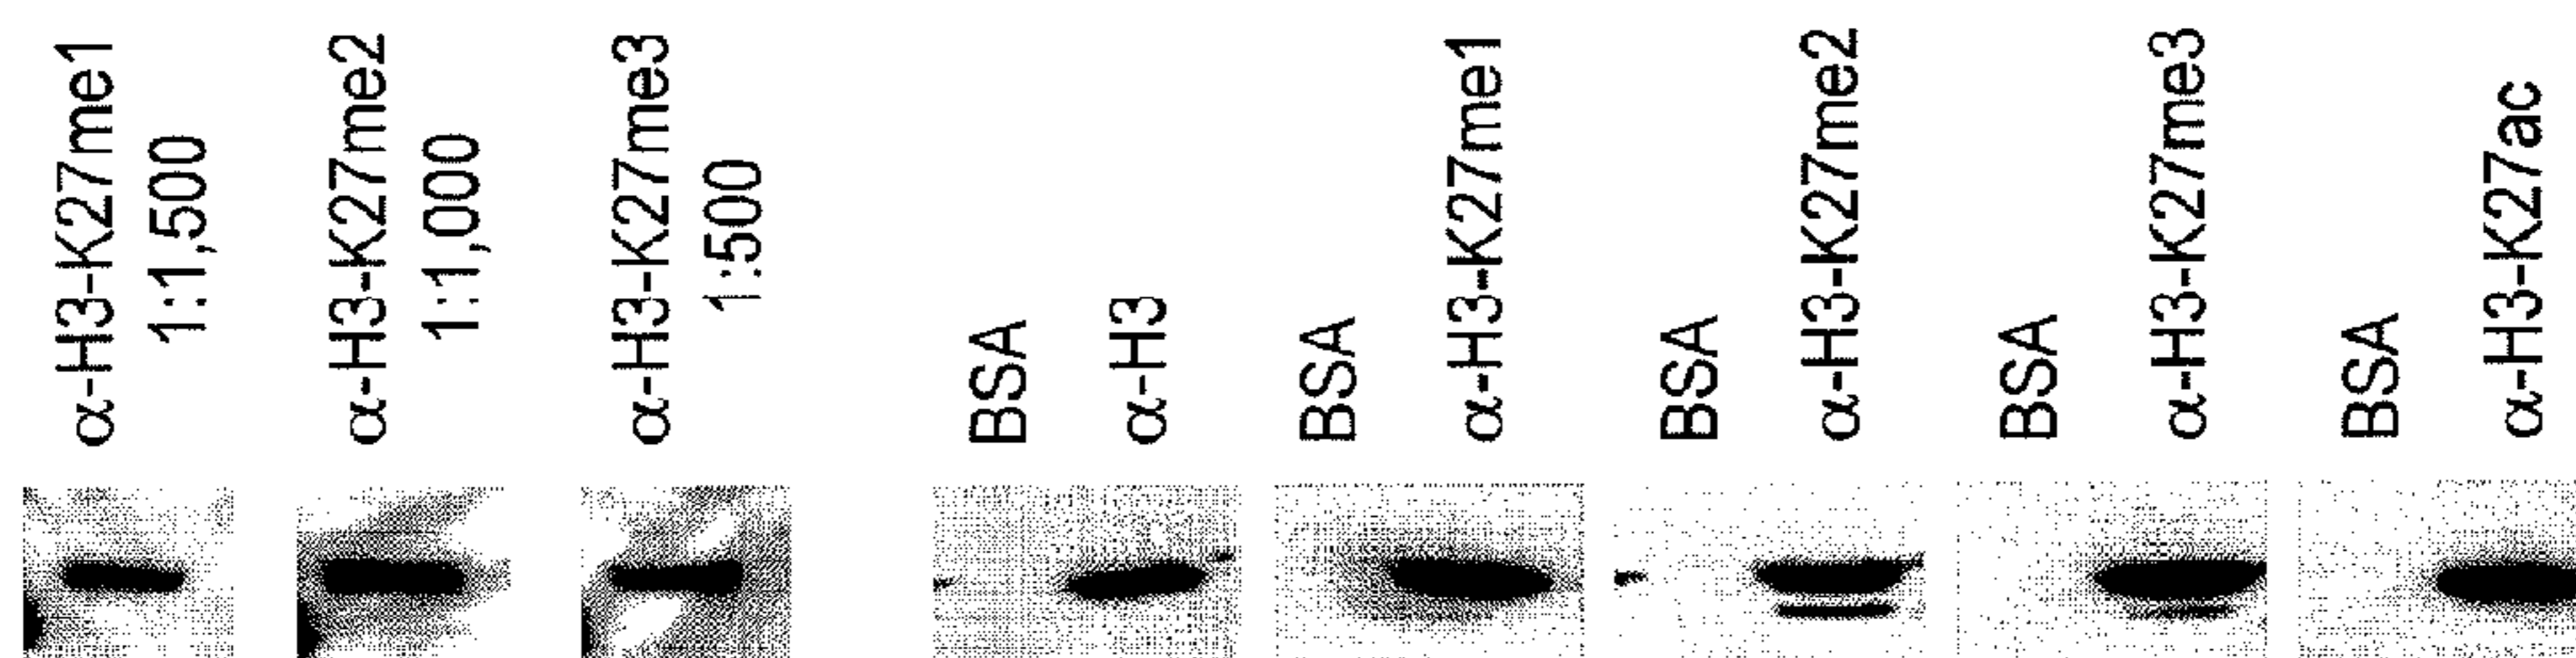 α-H3-K27me1
1:1,500
α-H3-K27me2
1:1,000
α-H3-K27me3
1:500
BSA
α-H3
BSA
α-H3-K27me1
BSA
α-H3-K27me2
BSA
α-H3-K27me3
BSA
α-H3-K27ac